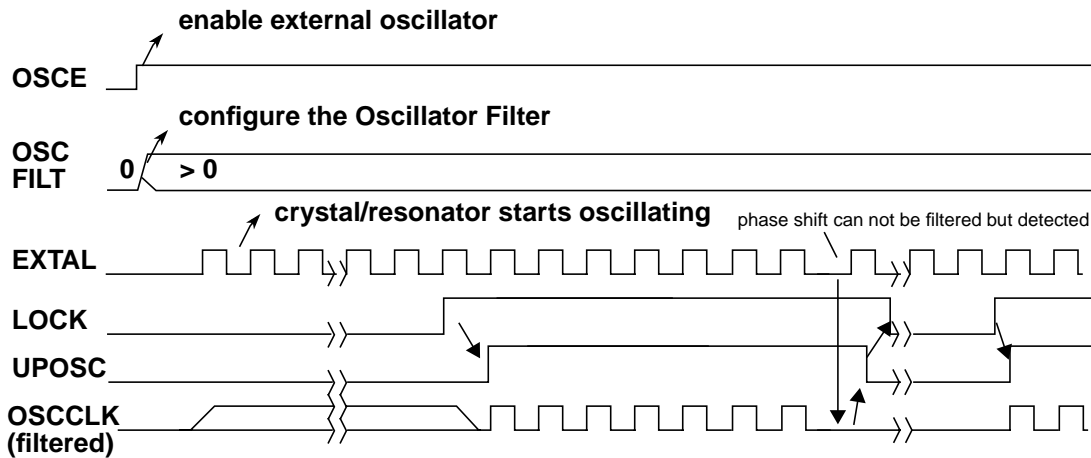 enable external oscillator
OSCE
configure the Oscillator Filter
OSC
FILT
0 > 0
crystal/resonator starts oscillating
phase shift can not be filtered but detected
EXTAL
LOCK
UPOSC
OSCCLK
(filtered)